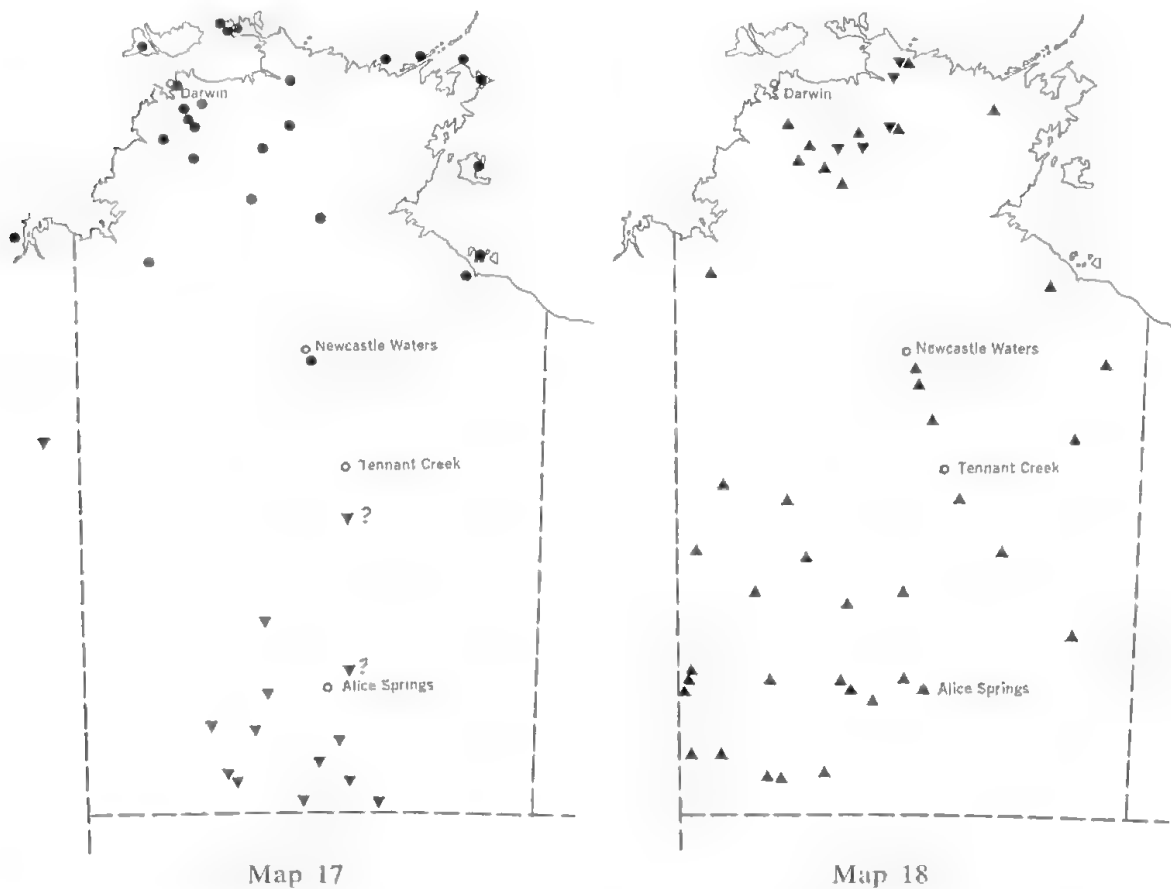 Darwin
Newcastle Waters
Tennant Creek
?
?
Alice Springs
Map 17
Darwin
Newcastle Waters
Tennant Creek
Alice Springs
Map 18